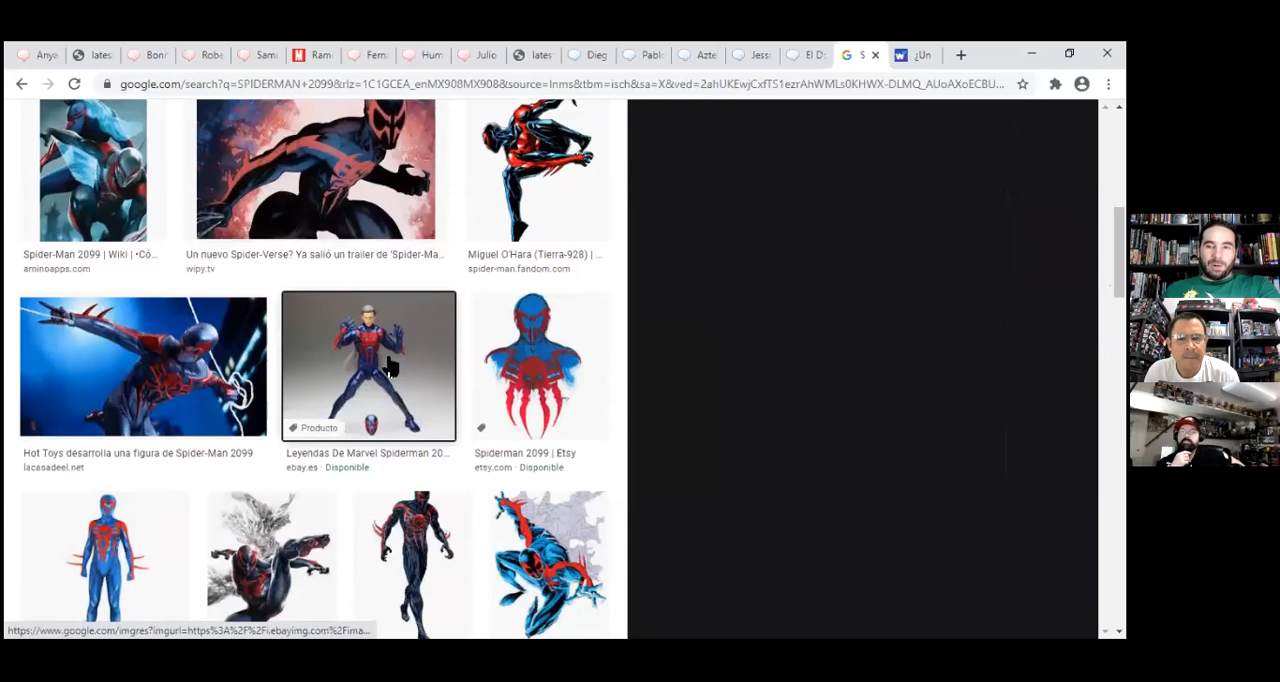 Anya
lates
Boni
Robe
Sam
Ram
Fern
Hum
Julio
lates
Dieg
Pabl
Azte
Jessi
El D
S
¿Un
google.com/search?q=SPIDERMAN+2099&rlz=1C1GCEA_enMX908MX908&source=lnms&tbm=isch&sa=X&ved=2ahUKEwjCxfTS1ezrAhWMLs0KHWX-DLMQ_AUoAXoECBU...
Spider-Man 2099 | Wiki | •Có...
Un nuevo Spider-Verse? Ya salió un trailer de 'Spider-Ma...
Miguel O'Hara (Tierra-928) | ...
aminoapps.com
wipy.tv
spider-man.fandom.com
Producto
Hot Toys desarrolla una figura de Spider-Man 2099
Leyendas De Marvel Spiderman 20...
Spiderman 2099 | Etsy
lacasadeel.net
ebay.es · Disponible
etsy.com · Disponible
https://www.google.com/imgres?imgurl=https%3A%2F%2Fi.ebayimg.com%2Fima...